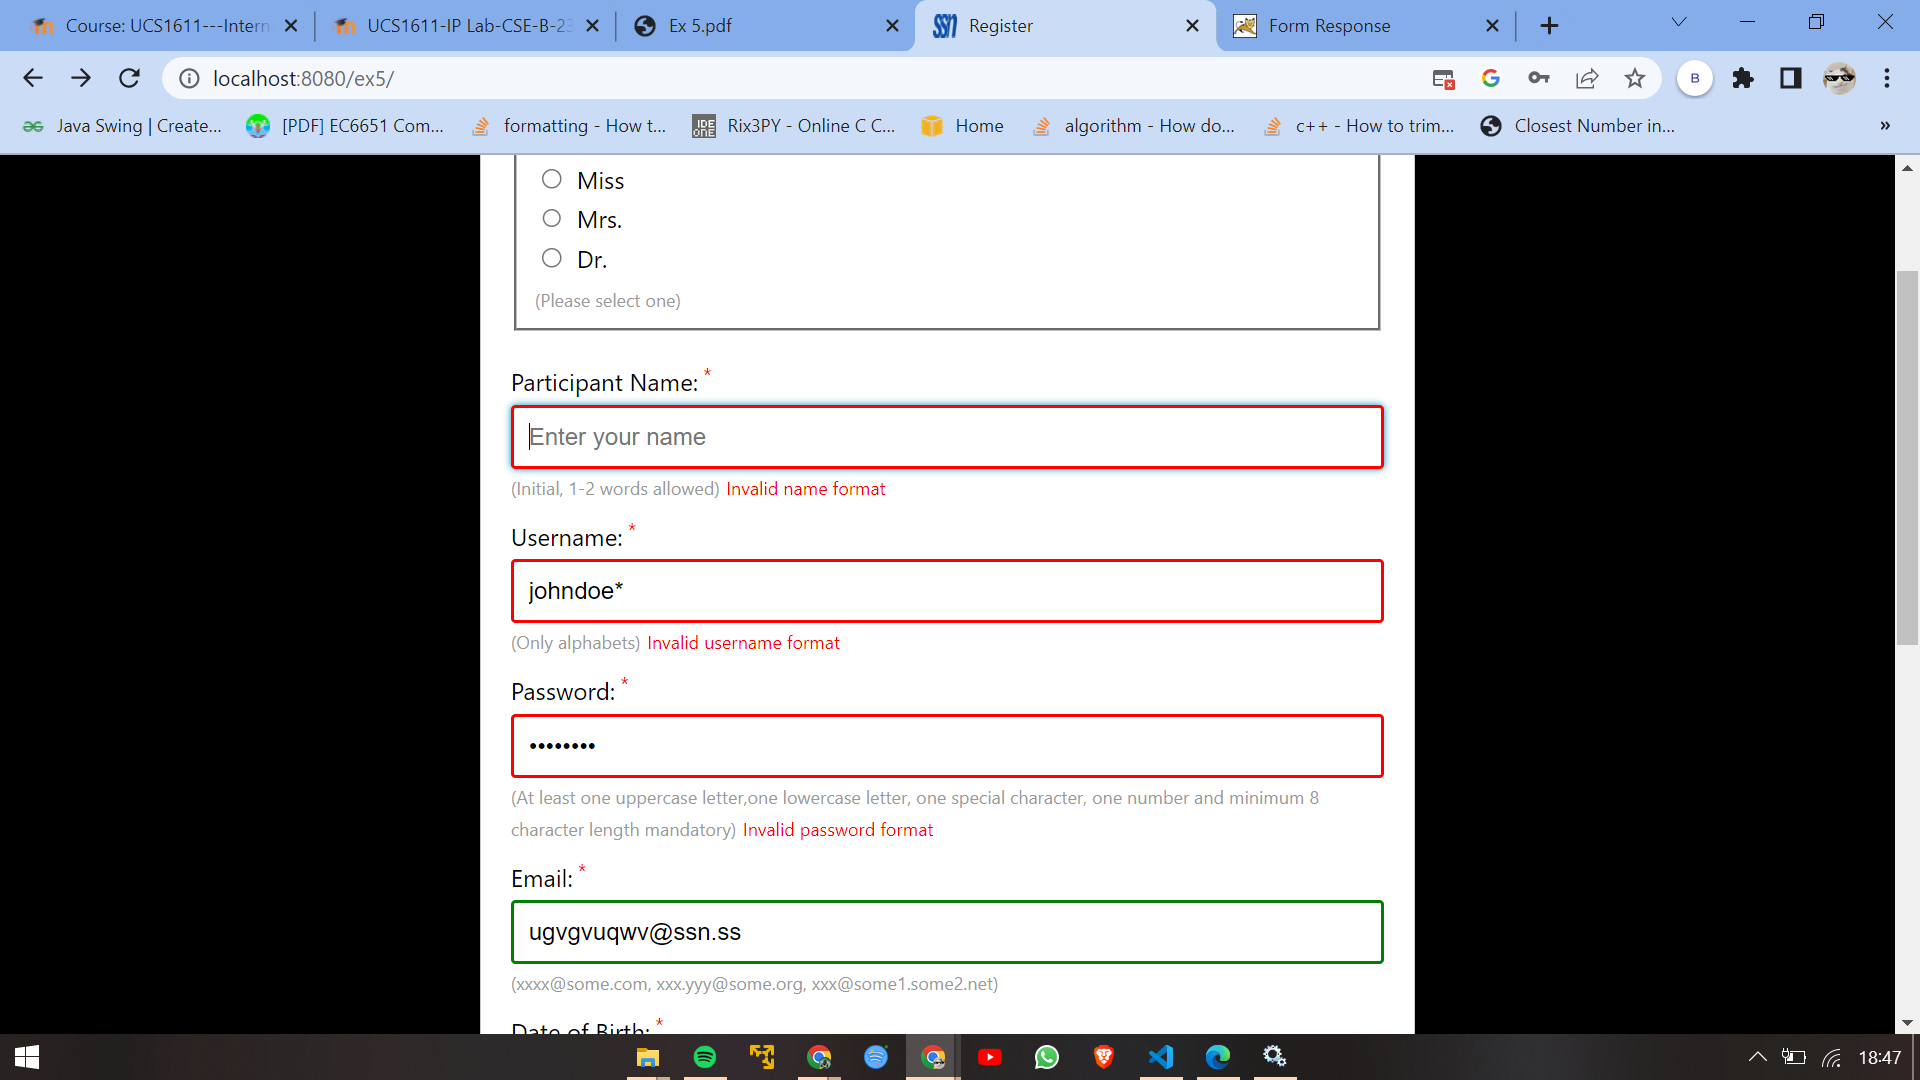 Course: UCS1611---Intern
UCS1611-IP Lab-CSE-B-23
Ex 5.pdf
Register
Form Response
localhost:8080/ex5/
B
Java Swing | Create...
[PDF] EC6651 Com...
formatting - How t...
IDE ONE
Rix3PY - Online C C...
Home
algorithm - How do...
c++ - How to trim...
Closest Number in...
»
Miss
Mrs.
Dr.
(Please select one)
Participant Name: *
Enter your name
(Initial, 1-2 words allowed) Invalid name format
Username: *
johndoe*
(Only alphabets) Invalid username format
Password: *
••••••••
(At least one uppercase letter,one lowercase letter, one special character, one number and minimum 8
character length mandatory) Invalid password format
Email: *
ugvgvuqwv@ssn.ss
(xxxx@some.com, xxx.yyy@some.org, xxx@some1.some2.net)
Date of Birth: *
18:47